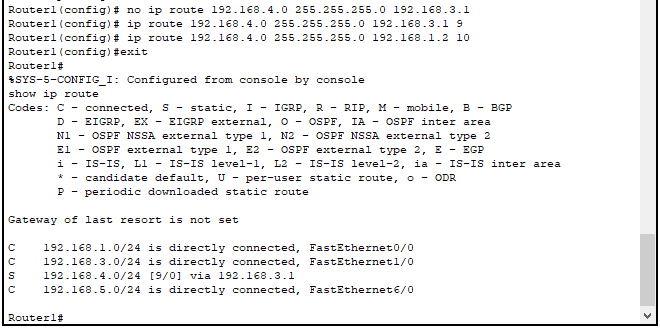 Router1(config)# no ip route 192.168.4.0 255.255.255.0 192.168.3.1
Router1(config)# ip route 192.168.4.0 255.255.255.0 192.168.3.1 9
Router1(config)# ip route 192.168.4.0 255.255.255.0 192.168.1.2 10
Router1(config)#exit
Router1#
%SYS-5-CONFIG_I: Configured from console by console
show ip route
Codes: C - connected, S - static, I - IGRP, R - RIP, M - mobile, B - BGP
D - EIGRP, EX - EIGRP external, O - OSPF, IA - OSPF inter area
N1 - OSPF NSSA external type 1, N2 - OSPF NSSA external type 2
E1 - OSPF external type 1, E2 - OSPF external type 2, E - EGP
i - IS-IS, L1 - IS-IS level-1, L2 - IS-IS level-2, ia - IS-IS inter area
* - candidate default, U - per-user static route, o - ODR
P - periodic downloaded static route
Gateway of last resort is not set
C 192.168.1.0/24 is directly connected, FastEthernet0/0
C 192.168.3.0/24 is directly connected, FastEthernet1/0
S 192.168.4.0/24 [9/0] via 192.168.3.1
C 192.168.5.0/24 is directly connected, FastEthernet6/0
Router1#